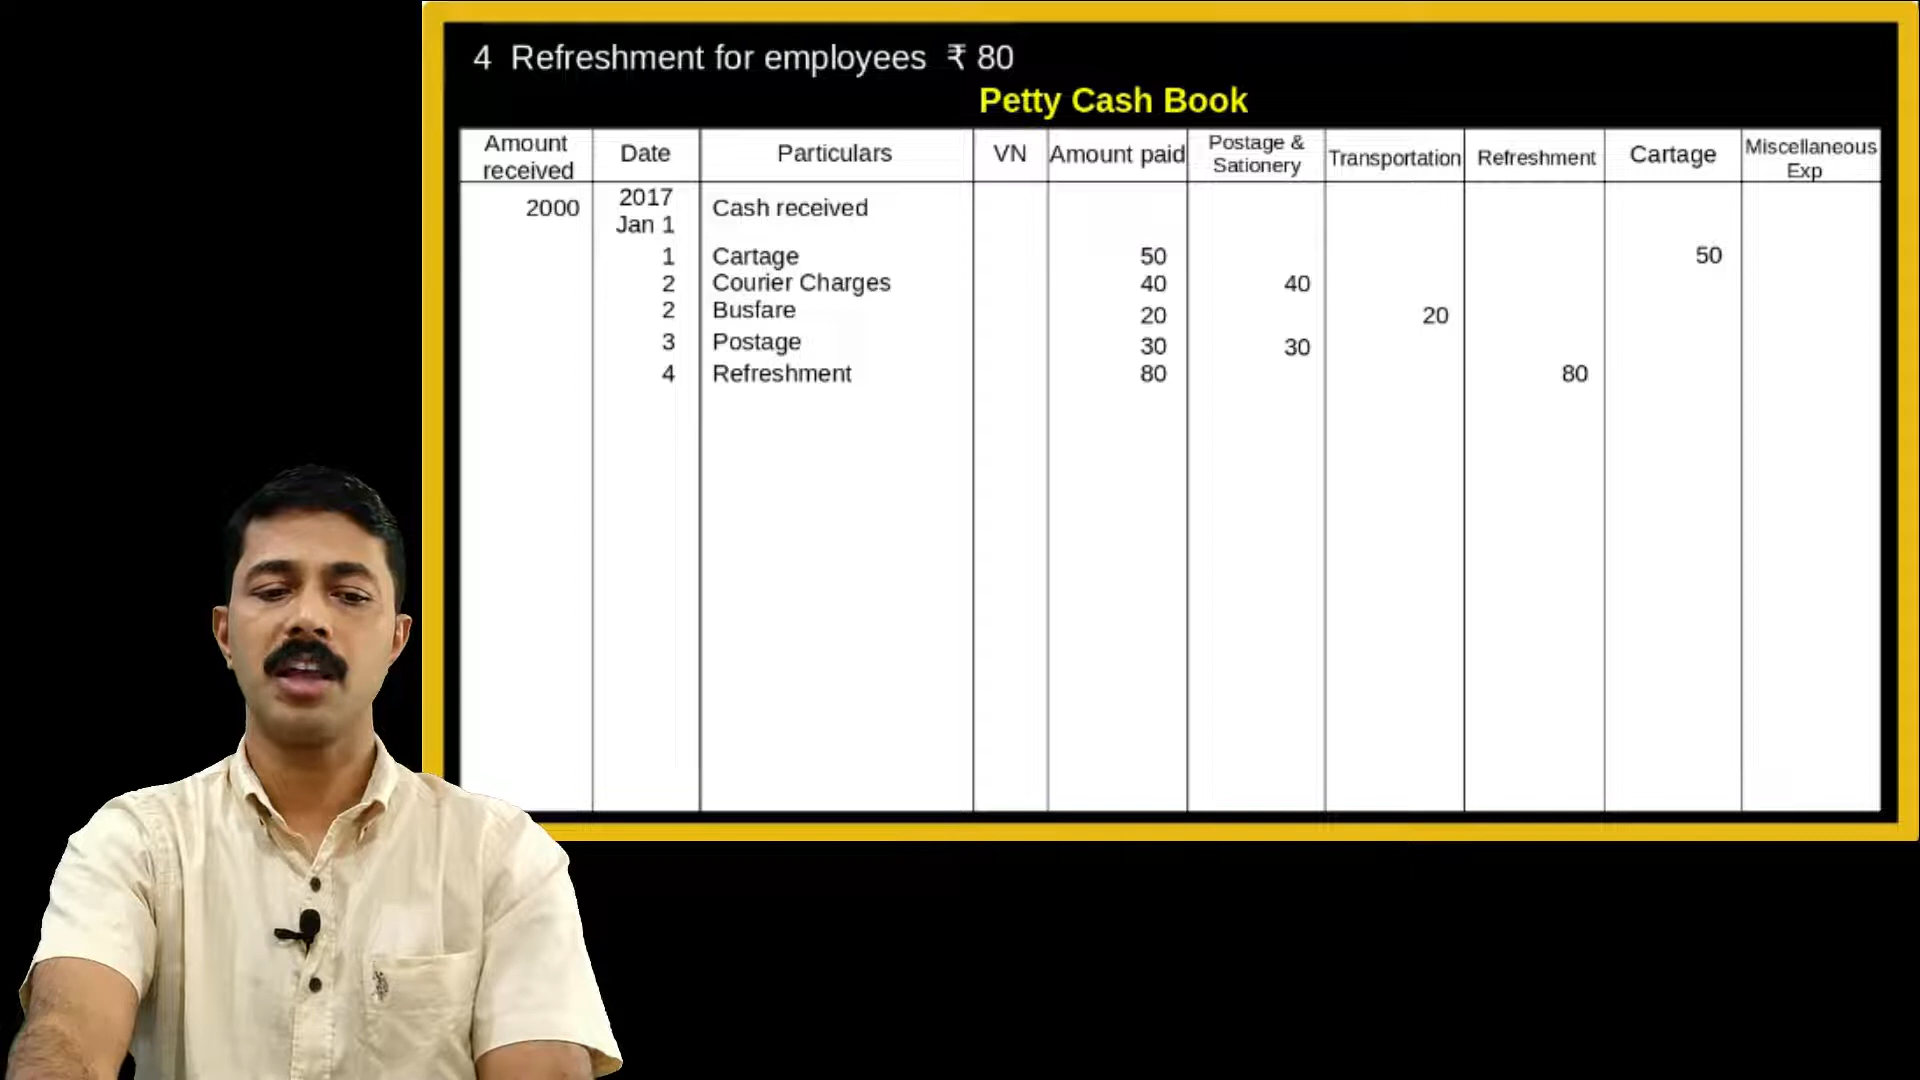 4 Refreshment for employees ₹ 80
Petty Cash Book
Amount received Date Particulars VN Amount paid Postage & Sationery Transportation Refreshment Cartage Miscellaneous Exp
2000 2017 Jan 1 Cash received
1 Cartage 50 50
2 Courier Charges 40 40
2 Busfare 20 20
3 Postage 30 30
4 Refreshment 80 80